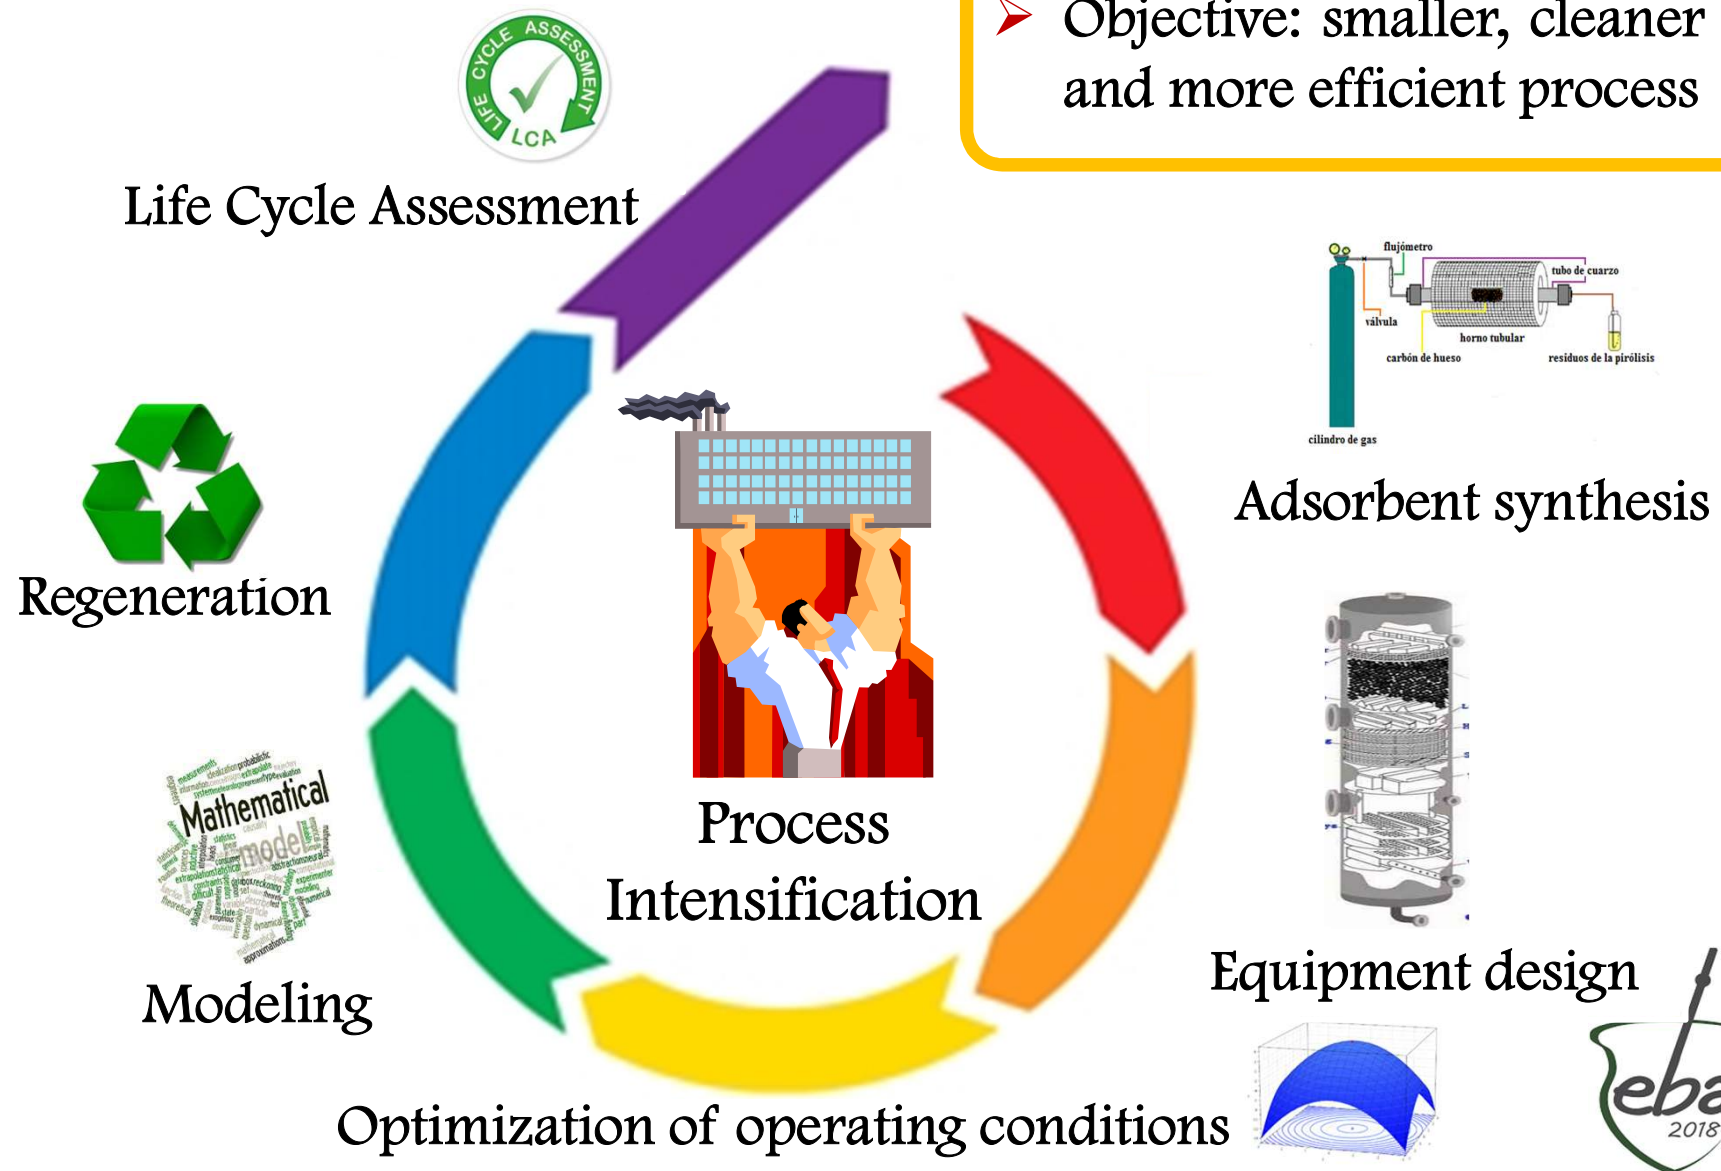 Objective: smaller, cleaner
and more efficient process
LIFE CYCLE ASSESSMENT
LCA
Life Cycle Assessment
flujómetro
tubo de cuarzo
válvula
horno tubular
carbón de hueso
residuos de la pirólisis
cilindro de gas
Adsorbent synthesis
Regeneration
Process
Intensification
Mathematical
model
Modeling
Equipment design
Optimization of operating conditions
eba
2018